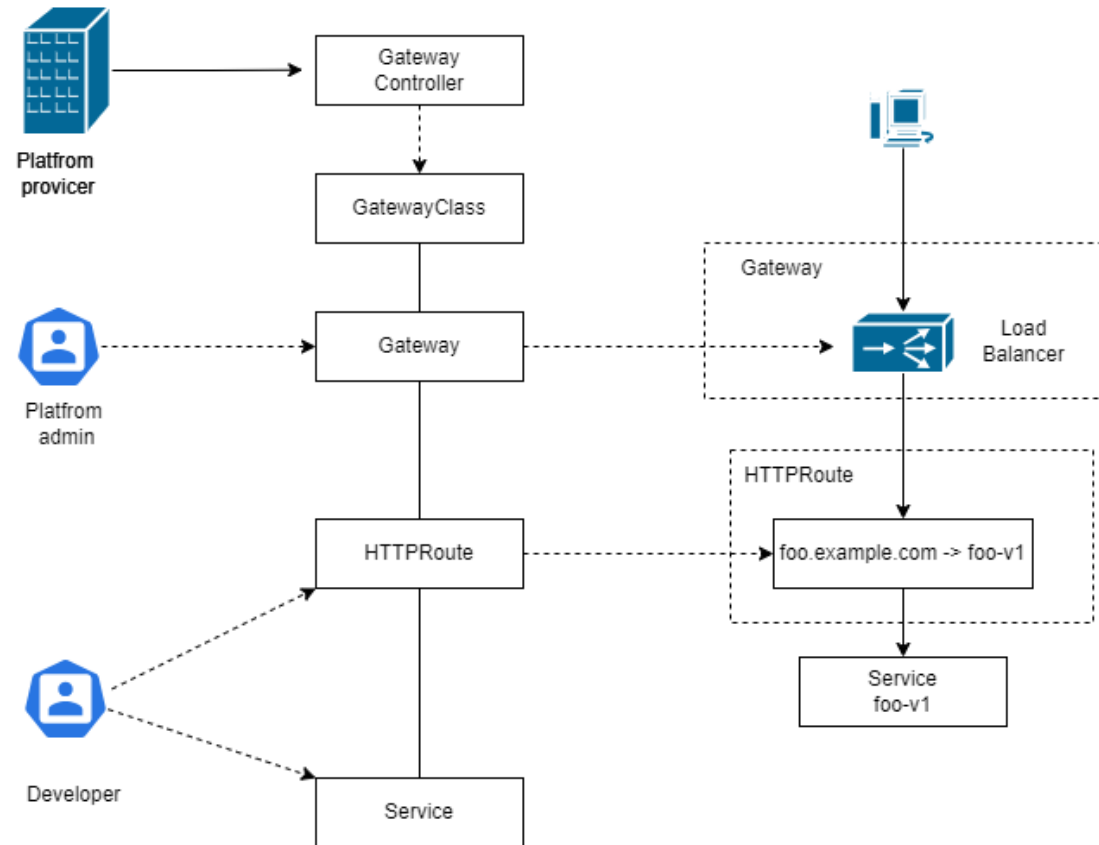 Gateway
Controller
Platfrom
provicer
GatewayClass
Gateway
Load
Balancer
Gateway
Platfrom
admin
HTTPRoute
HTTPRoute
foo.example.com -> foo-v1
Service
foo-v1
Developer
Service